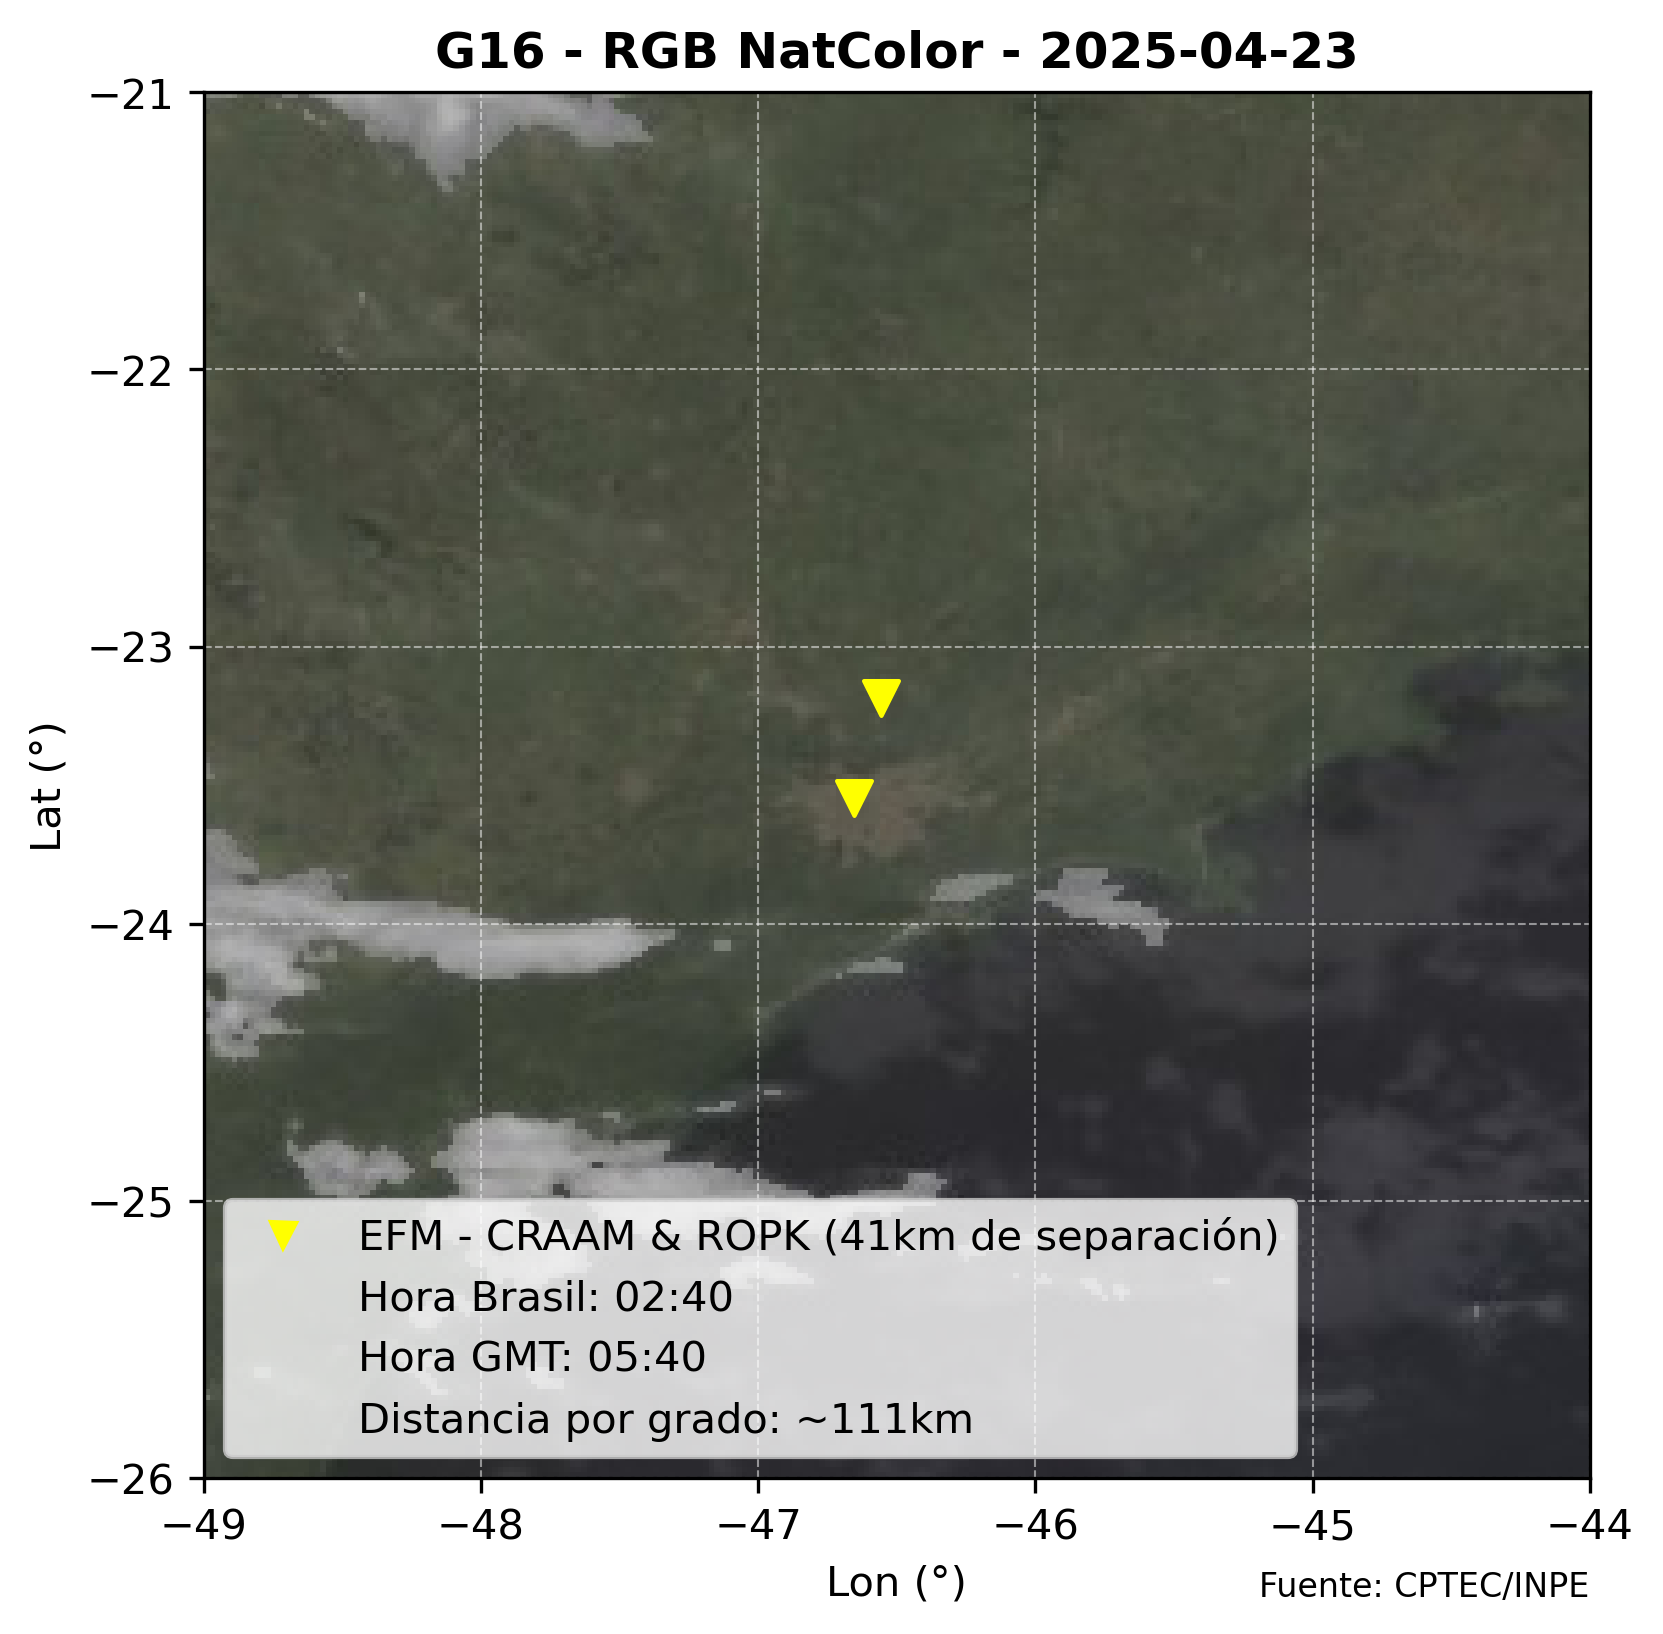 G16 - RGB NatColor - 2025-04-23
−21
−22
−23
−24
−25
−26
Lat (°)
EFM - CRAAM & ROPK (41km de separación)
Hora Brasil: 02:40
Hora GMT: 05:40
Distancia por grado: ~111km
−49 −48 −47 −46 −45 −44
Lon (°)
Fuente: CPTEC/INPE